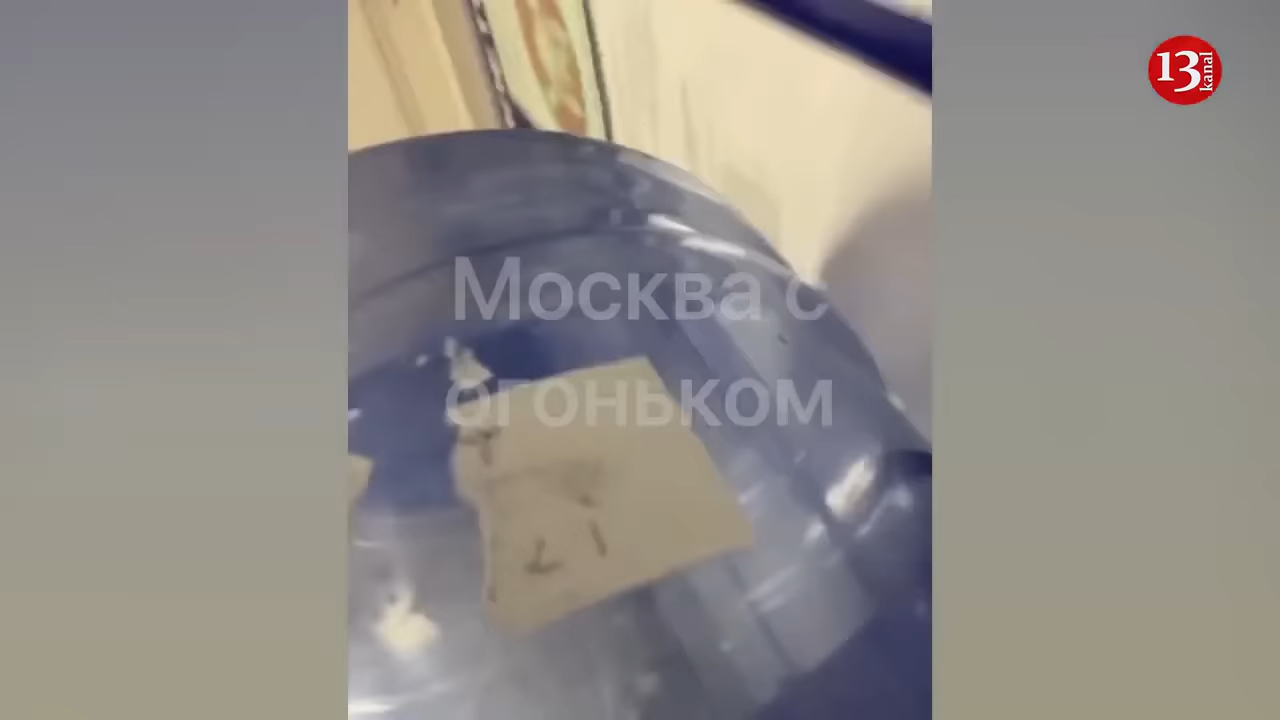 13 kanal
Москва с
огоньком